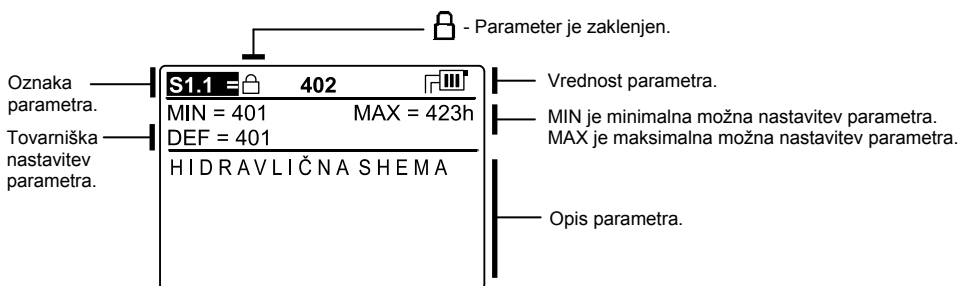 - Parameter je zaklenjen.
Oznaka
parametra.
S1.1 = 402
Vrednost parametra.
MIN = 401 MAX = 423h
MIN je minimalna možna nastavitev parametra.
MAX je maksimalna možna nastavitev parametra.
Tovarniška
nastavitev
parametra.
DEF = 401
HIDRAVLIČNA SHEMA
Opis parametra.